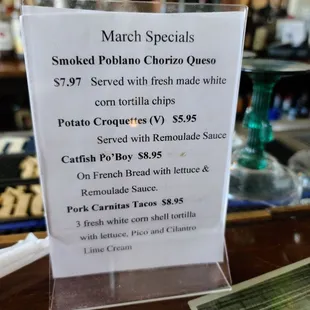 March Specials
Smoked Poblano Chorizo Queso
$7.97 Served with fresh made white
corn tortilla chips
Potato Croquettes (V) $5.95
Served with Remoulade Sauce
Catfish Po'Boy $8.95
On French Bread with lettuce &
Remoulade Sauce.
Pork Carnitas Tacos $8.95
3 fresh white corn shell tortilla
with lettuce, Pico and Cilantro
Lime Cream